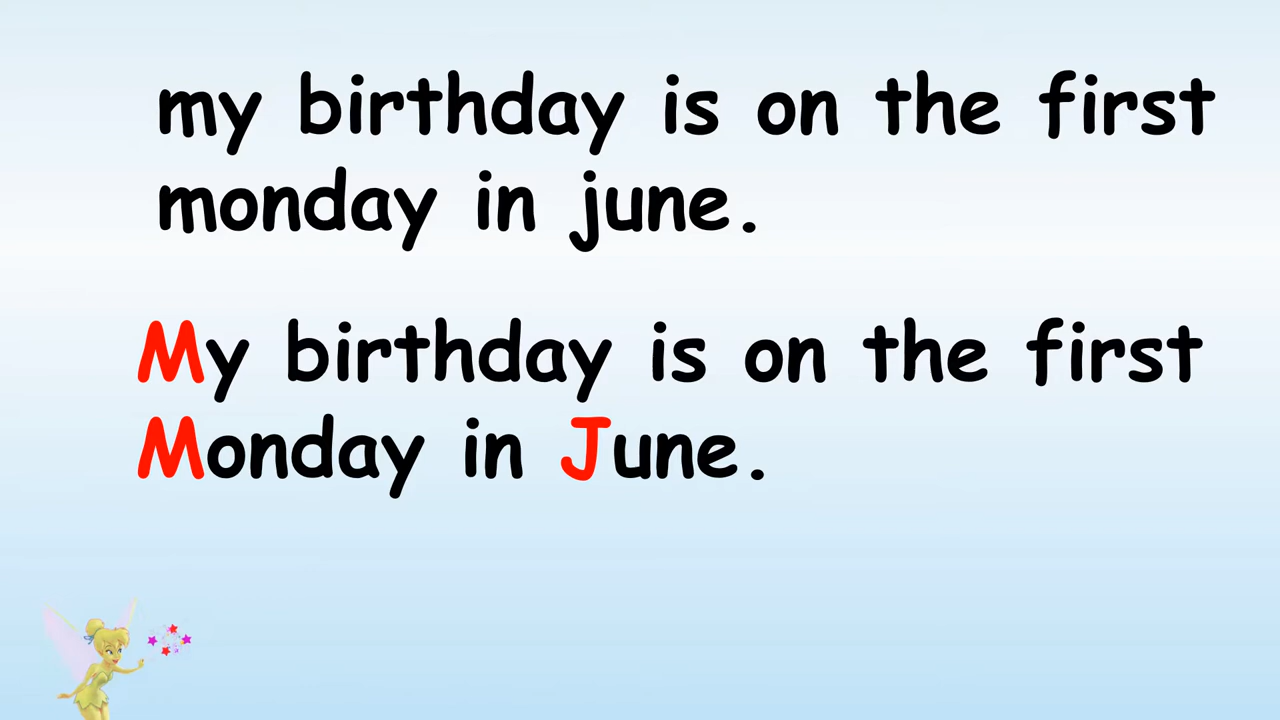 my birthday is on the first
monday in june.
My birthday is on the first
Monday in June.